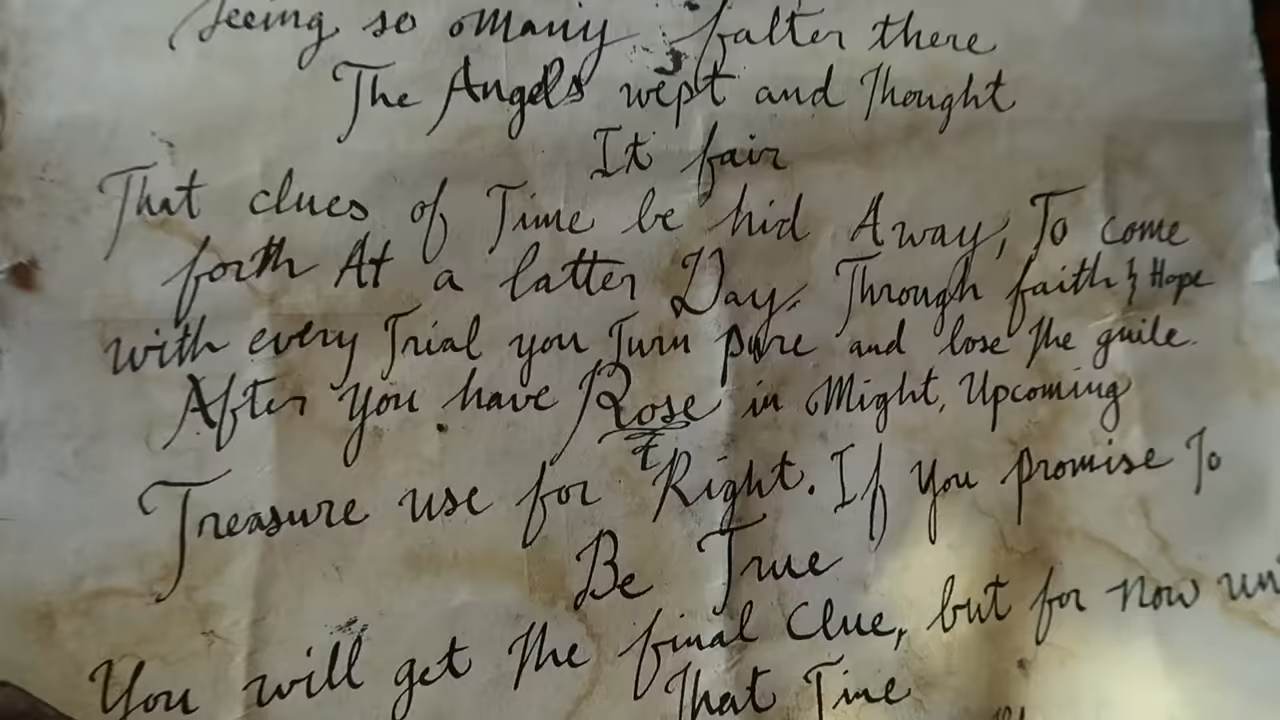 Seeing so many falter there
The Angels wept and Thought
It fair
That clues of Time be hid Away, To come
forth At a latter Day. Through faith & Hope
with every Trial you Turn pure and lose The guile.
After you have Rose in Might, Upcoming
Treasure use for Right. If you promise To
Be True
You will get The final Clue, but for now un
That Time